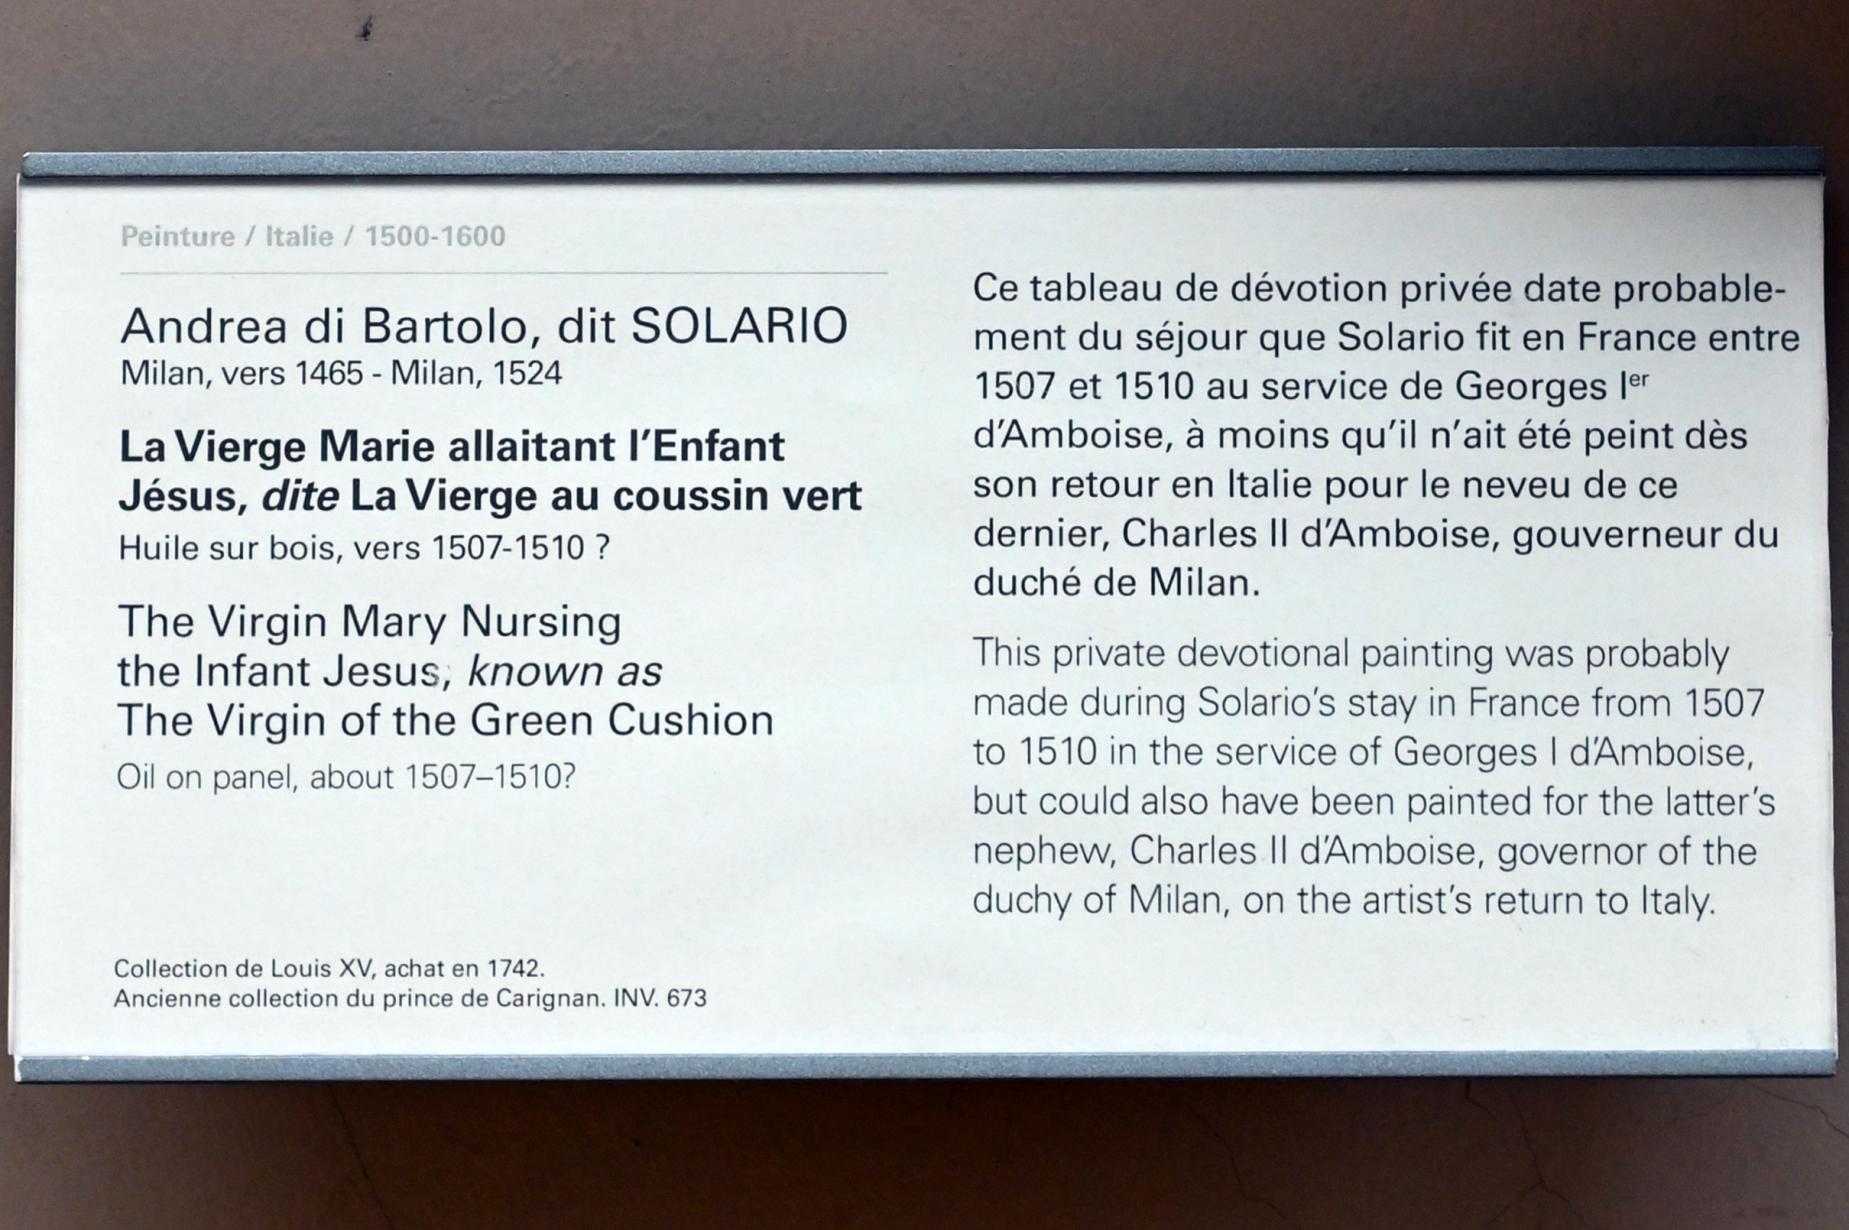 Peinture / Italie / 1500-1600
Andrea di Bartolo, dit SOLARIO
Milan, vers 1465 - Milan, 1524
La Vierge Marie allaitant l'Enfant
Jésus, dite La Vierge au coussin vert
Huile sur bois, vers 1507-1510 ?
The Virgin Mary Nursing
the Infant Jesus, known as
The Virgin of the Green Cushion
Oil on panel, about 1507–1510?
Collection de Louis XV, achat en 1742.
Ancienne collection du prince de Carignan. INV. 673
Ce tableau de dévotion privée date probable-
ment du séjour que Solario fit en France entre
1507 et 1510 au service de Georges Ier
d'Amboise, à moins qu'il n'ait été peint dès
son retour en Italie pour le neveu de ce
dernier, Charles II d'Amboise, gouverneur du
duché de Milan.
This private devotional painting was probably
made during Solario's stay in France from 1507
to 1510 in the service of Georges I d'Amboise,
but could also have been painted for the latter's
nephew, Charles II d'Amboise, governor of the
duchy of Milan, on the artist's return to Italy.